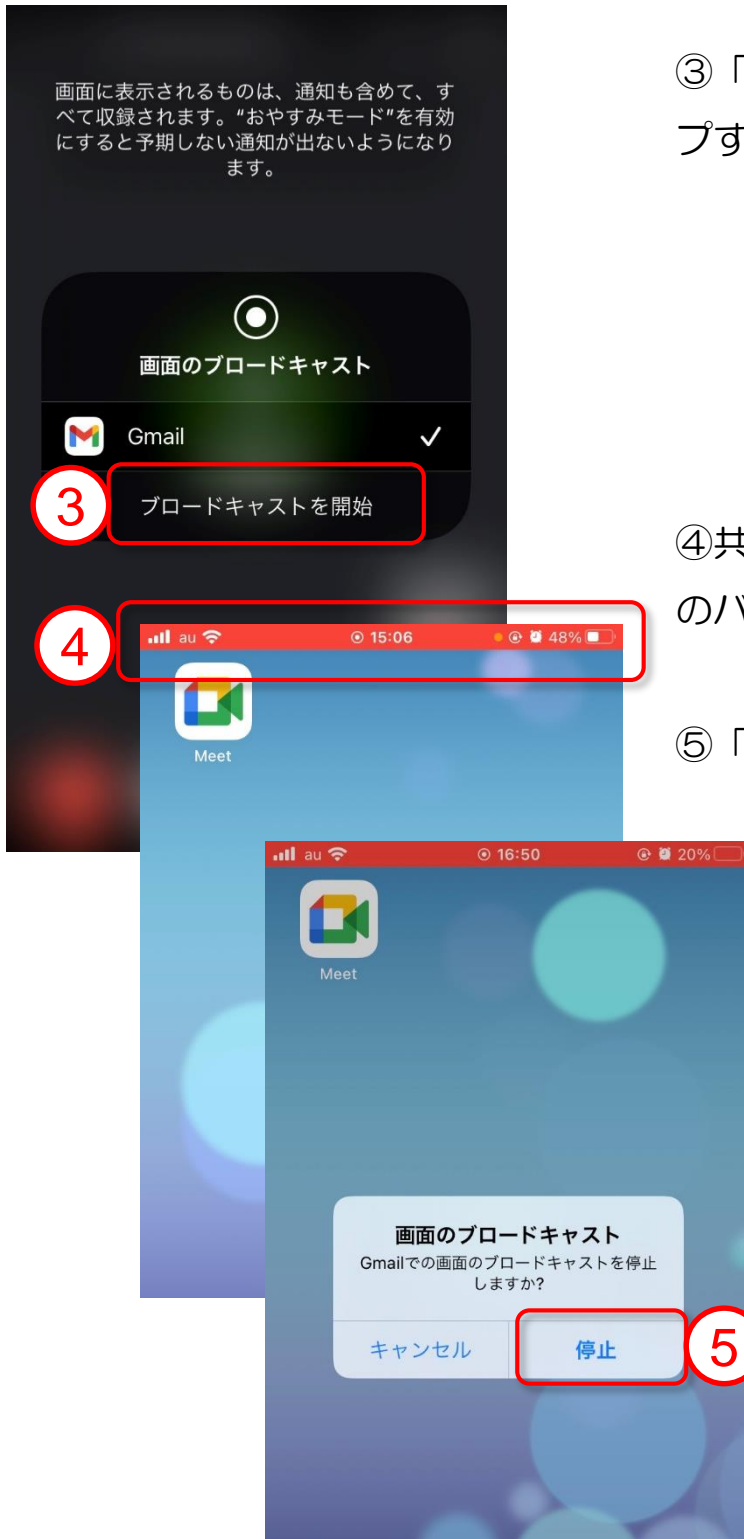 画面に表示されるものは、通知も含めて、す
べて収録されます。“おやすみモード”を有効
にすると予期しない通知が出ないようになり
ます。
画面のブロードキャスト
Gmail
③
ブロードキャストを開始
④
au
15:06
48%
Meet
au
16:50
20%
Meet
画面のブロードキャスト
Gmailでの画面のブロードキャストを停止
しますか?
キャンセル
停止
⑤
③「
プす
④共
のバ
⑤「